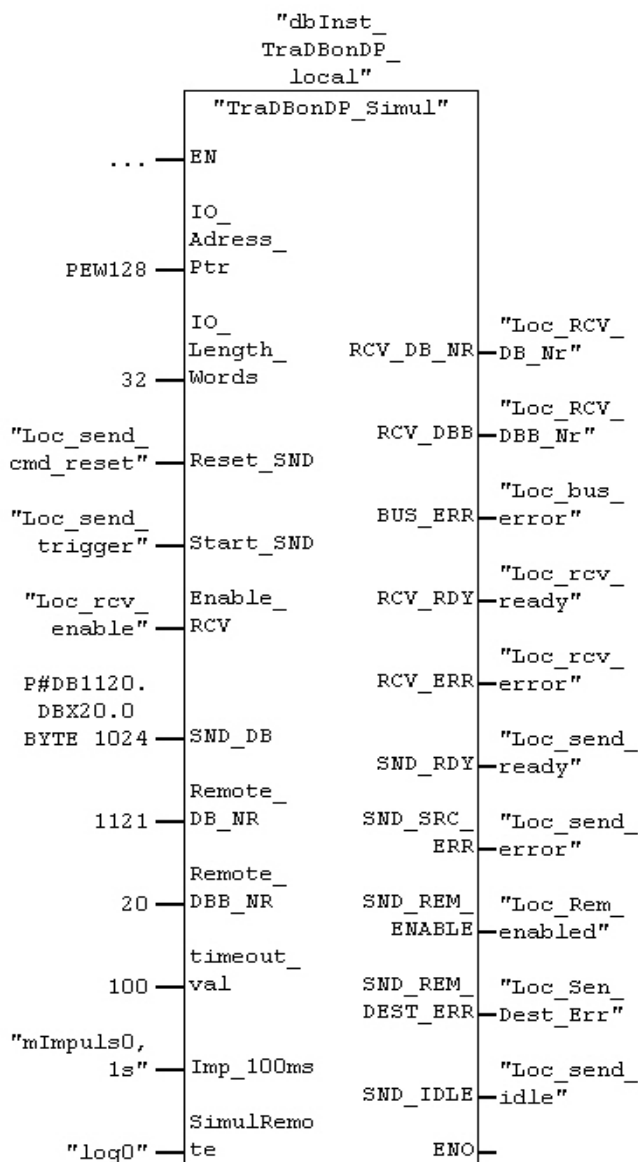 "dbInst_
TraDBonDP_
local"
"TraDBonDP_Simul"
... EN
IO_
Adress_
PEW128 Ptr
IO_
Length_
32 Words
RCV_DB_NR "Loc_RCV_
DB_Nr"
"Loc_send_
cmd_reset" Reset_SND
RCV_DBB "Loc_RCV_
DBB_Nr"
"Loc_send_
trigger" Start_SND
BUS_ERR "Loc_bus_
error"
"Loc_rcv_
enable" Enable_
RCV
RCV_RDY "Loc_rcv_
ready"
P#DB1120.
DBX20.0
BYTE 1024 SND_DB
RCV_ERR "Loc_rcv_
error"
SND_RDY "Loc_send_
ready"
Remote_
1121 DB_NR
SND_SRC_
ERR "Loc_send_
error"
Remote_
20 DBB_NR
SND_REM_
ENABLE "Loc_Rem_
enabled"
timeout_
100 val
SND_REM_
DEST_ERR "Loc_Sen_
Dest_Err"
"mImpuls0,
1s" Imp_100ms
SND_IDLE "Loc_send_
idle"
SimulRemo
"log0" te
ENO